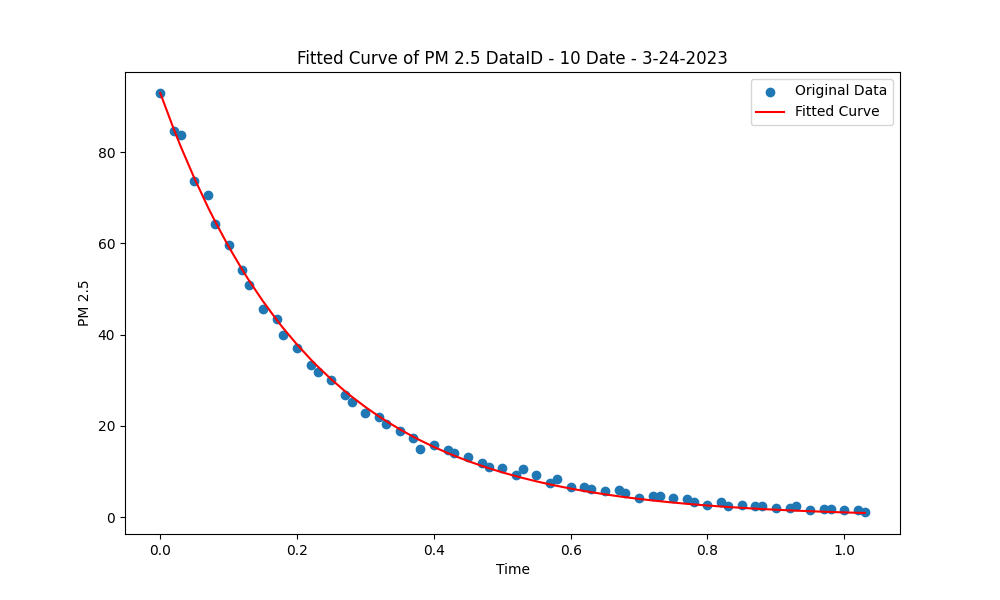 Fitted Curve of PM 2.5 DataID - 10 Date - 3-24-2023
Original Data
Fitted Curve
PM 2.5
80
60
40
20
0
0.0 0.2 0.4 0.6 0.8 1.0
Time